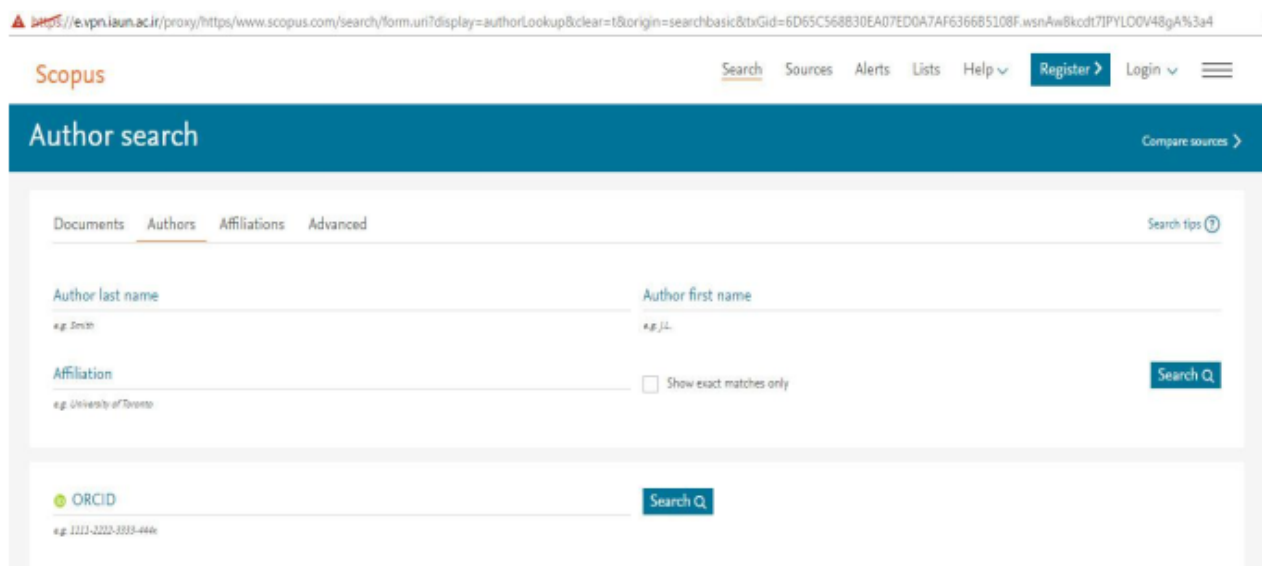 https://e.vpn.iaun.ac.ir/proxy/https/www.scopus.com/search/form.uri?display=authorLookup&clear=t&origin=searchbasic&txGid=6D65C568B30EA07ED0A7AF6366B5108F.wsnAw8kcdt7IPYLO0V48gA%3a4
Scopus
Search Sources Alerts Lists Help Register Login
Author search
Compare sources
Documents Authors Affiliations Advanced
Search tips
Author last name
Author first name
e.g. Smith
e.g. J.L.
Affiliation
Show exact matches only
Search
e.g. University of Toronto
ORCID
Search
e.g. 1111-2222-3333-444x